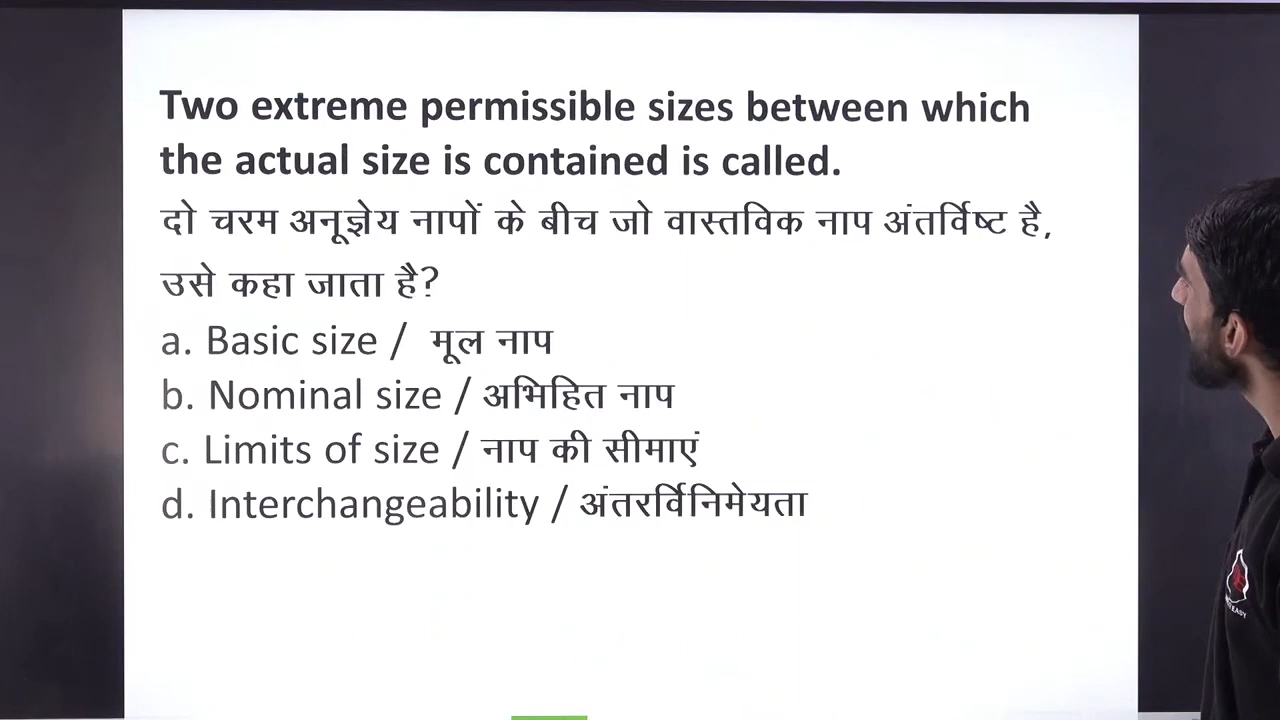 Two extreme permissible sizes between which
the actual size is contained is called.
दो चरम अनूज्ञेय नापों के बीच जो वास्तविक नाप अंतर्विष्ट है,
उसे कहा जाता है?
a. Basic size / मूल नाप
b. Nominal size / अभिहित नाप
c. Limits of size / नाप की सीमाएं
d. Interchangeability / अंतरर्विनिमेयता